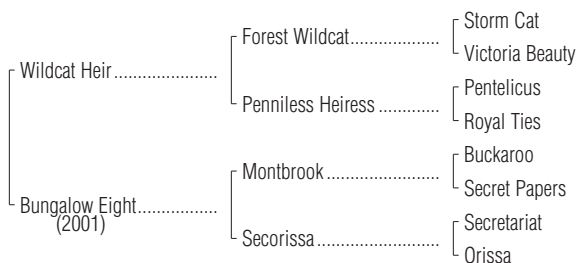 Storm Cat
Forest Wildcat....................
Victoria Beauty
Wildcat Heir.......................
Pentelicus
Penniless Heiress .............
Royal Ties
Buckaroo
Montbrook.........................
Secret Papers
Bungalow Eight.................
(2001)
Secretariat
Secorissa...........................
Orissa